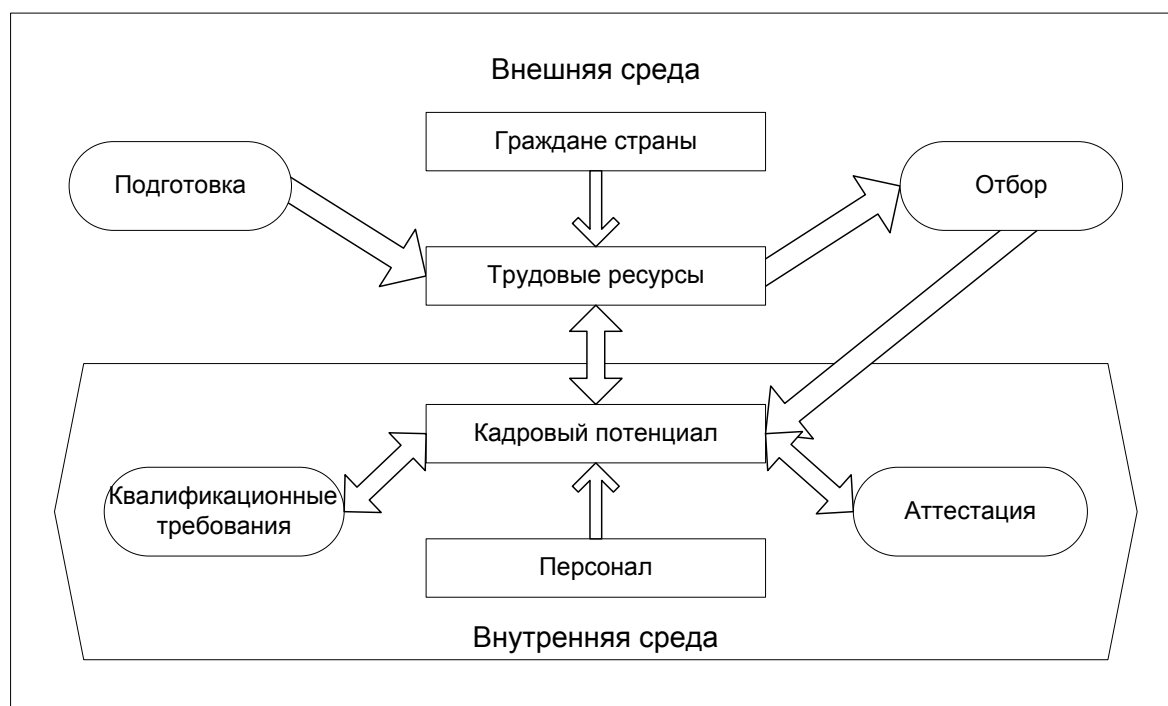 Внешняя среда
Граждане страны
Подготовка
Отбор
Трудовые ресурсы
Кадровый потенциал
Квалификационные
требования
Аттестация
Персонал
Внутренняя среда